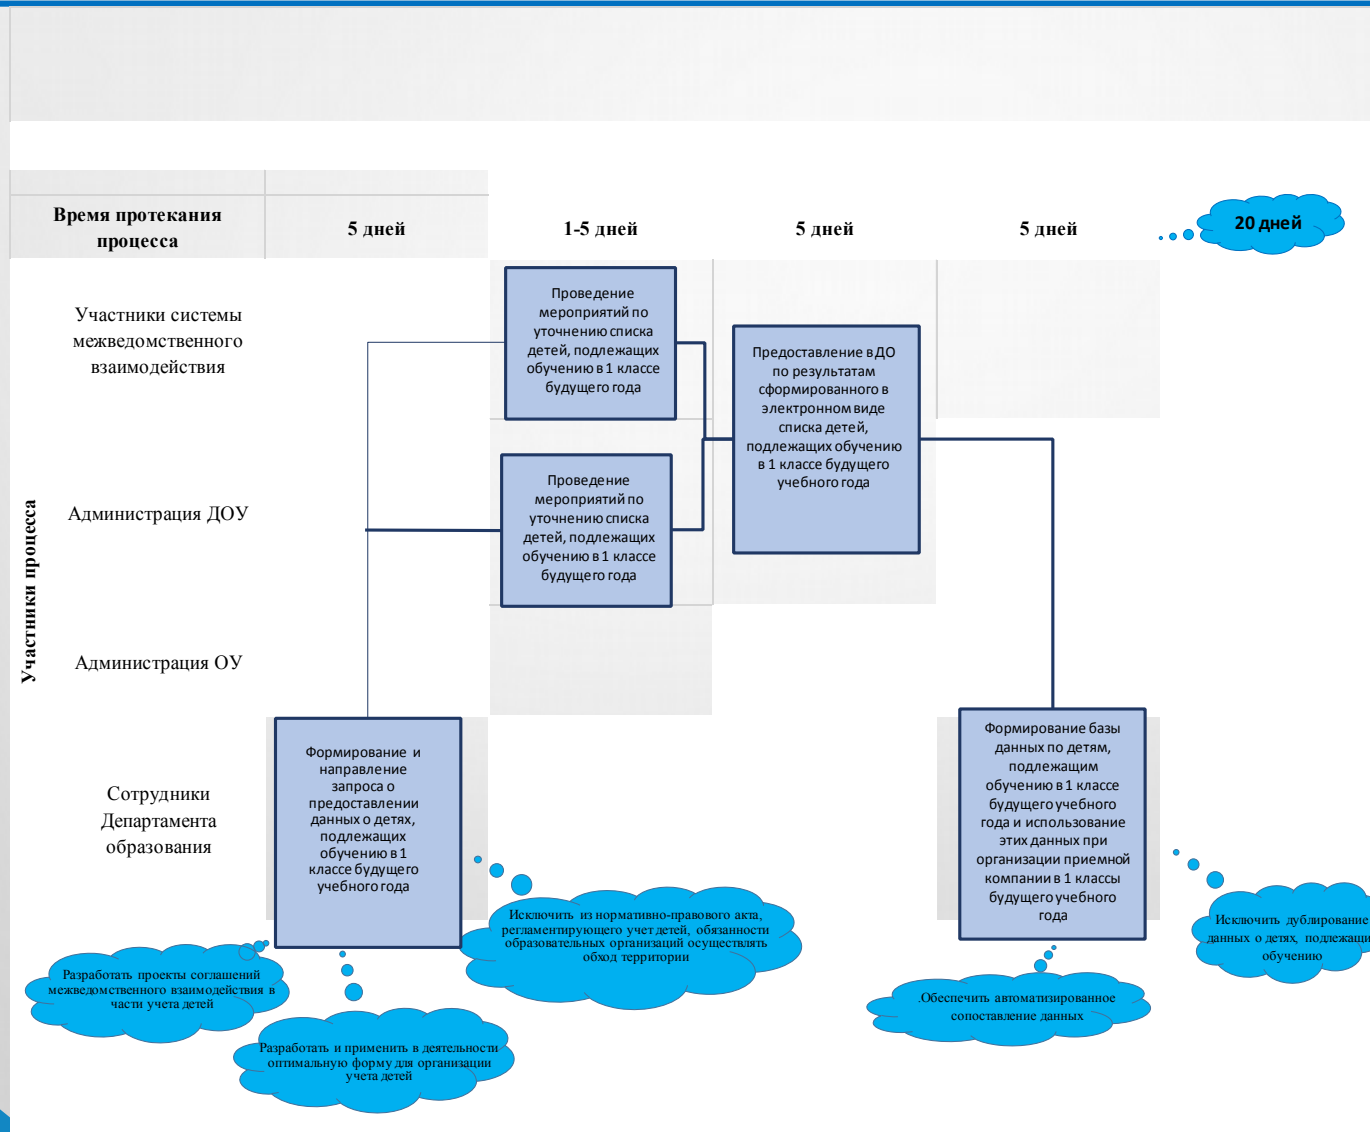 Время протекания
процесса
5 дней
1-5 дней
5 дней
5 дней
20 дней
Участники процесса
Участники системы
межведомственного
взаимодействия
Проведение
мероприятий по
уточнению списка
детей, подлежащих
обучению в 1 классе
будущего года
Предоставление в ДО
по результатам
сформированного в
электронном виде
списка детей,
подлежащих обучению
в 1 классе будущего
учебного года
Администрация ДОУ
Проведение
мероприятий по
уточнению списка
детей, подлежащих
обучению в 1 классе
будущего года
Администрация ОУ
Сотрудники
Департамента
образования
Формирование и
направление
запроса о
предоставлении
данных о детях,
подлежащих
обучению в 1
классе будущего
учебного года
Формирование базы
данных по детям,
подлежащим
обучению в 1 классе
будущего учебного
года и использование
этих данных при
организации приемной
компании в 1 классы
будущего учебного
года
Исключить из нормативно-правового акта,
регламентирующего учет детей, обязанности
образовательных организаций осуществлять
обход территории
Исключить дублирование
данных о детях, подлежащи
обучению
Разработать проекты соглашений
межведомственного взаимодействия в
части учета детей
.Обеспечить автоматизированное
сопоставление данных
Разработать и применить в деятельности
оптимальную форму для организации
учета детей